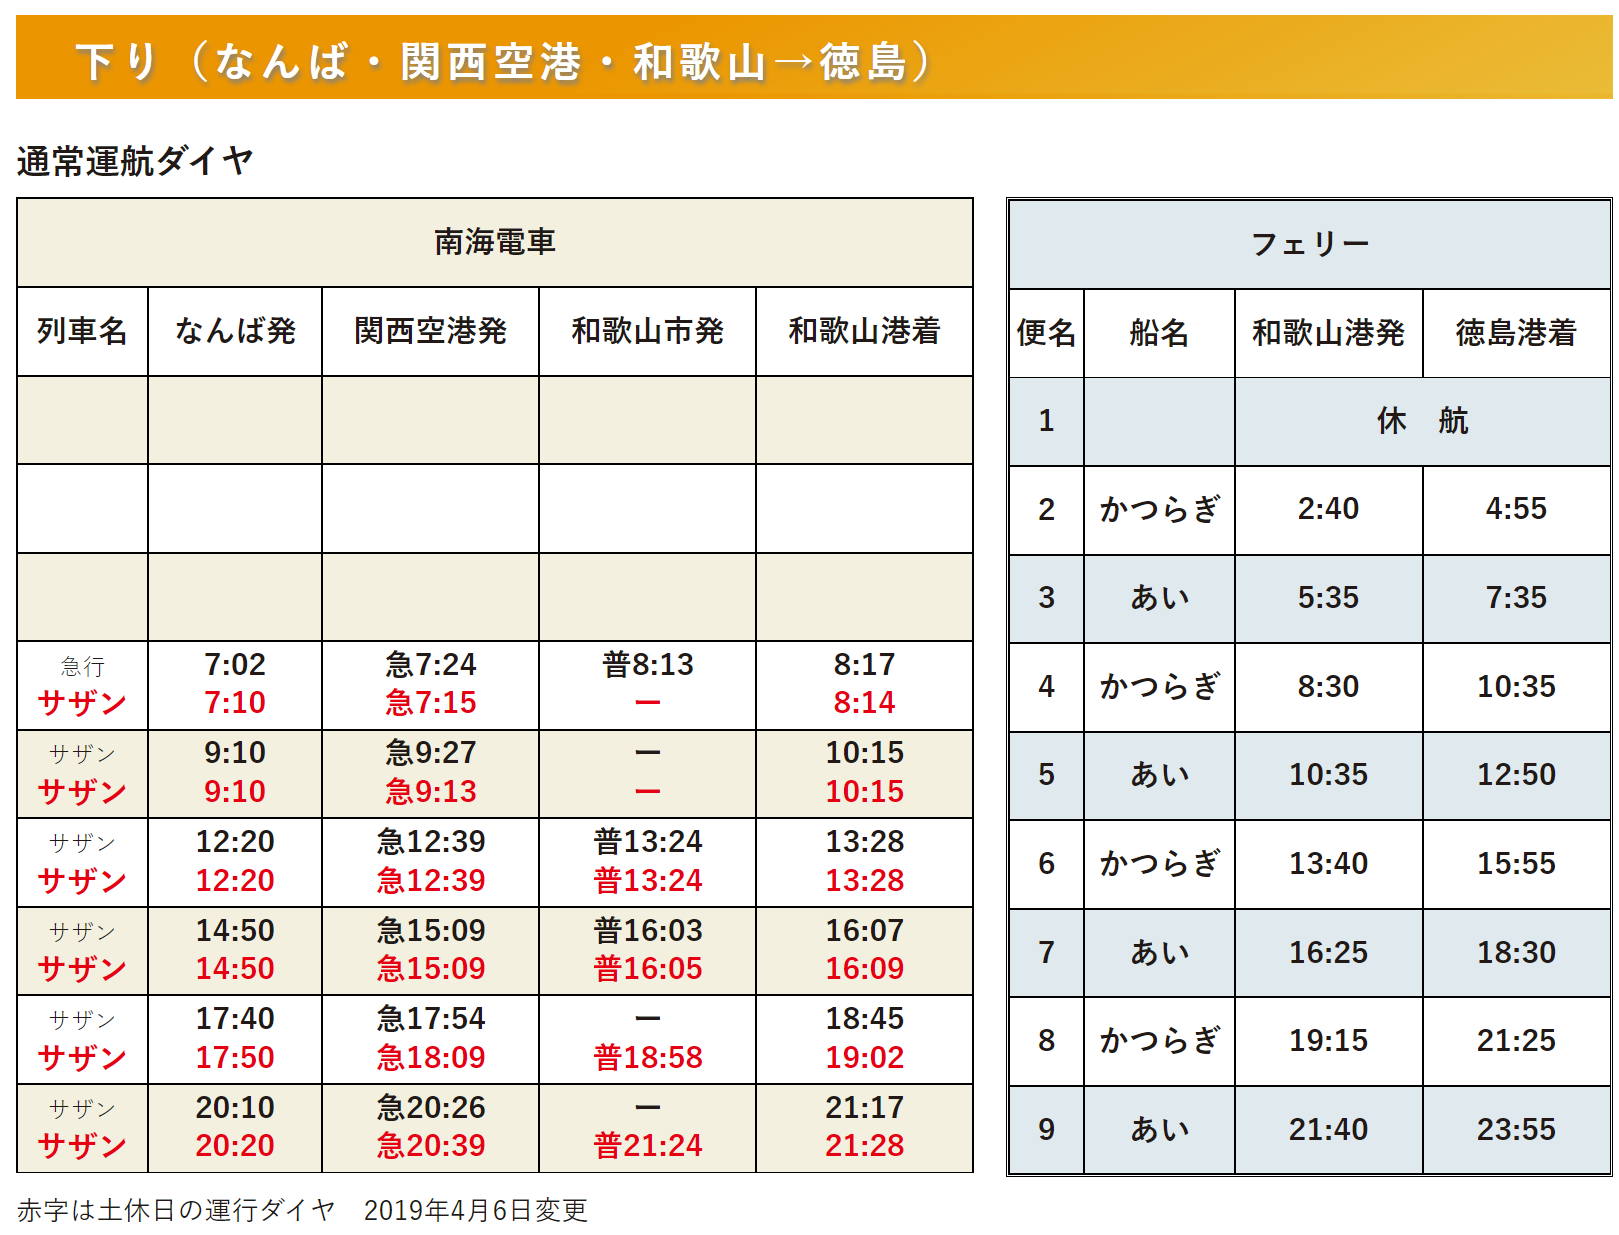 下り（なんば・関西空港・和歌山→徳島）
通常運航ダイヤ
南海電車
列車名 なんば発 関西空港発 和歌山市発 和歌山港着
急行 7:02 急7:24 普8:13 8:17
サザン 7:10 急7:15 ー 8:14
サザン 9:10 急9:27 ー 10:15
サザン 9:10 急9:13 ー 10:15
サザン 12:20 急12:39 普13:24 13:28
サザン 12:20 急12:39 普13:24 13:28
サザン 14:50 急15:09 普16:03 16:07
サザン 14:50 急15:09 普16:05 16:09
サザン 17:40 急17:54 ー 18:45
サザン 17:50 急18:09 普18:58 19:02
サザン 20:10 急20:26 ー 21:17
サザン 20:20 急20:39 普21:24 21:28
フェリー
便名 船名 和歌山港発 徳島港着
1 休　航
2 かつらぎ 2:40 4:55
3 あい 5:35 7:35
4 かつらぎ 8:30 10:35
5 あい 10:35 12:50
6 かつらぎ 13:40 15:55
7 あい 16:25 18:30
8 かつらぎ 19:15 21:25
9 あい 21:40 23:55
赤字は土休日の運行ダイヤ　2019年4月6日変更